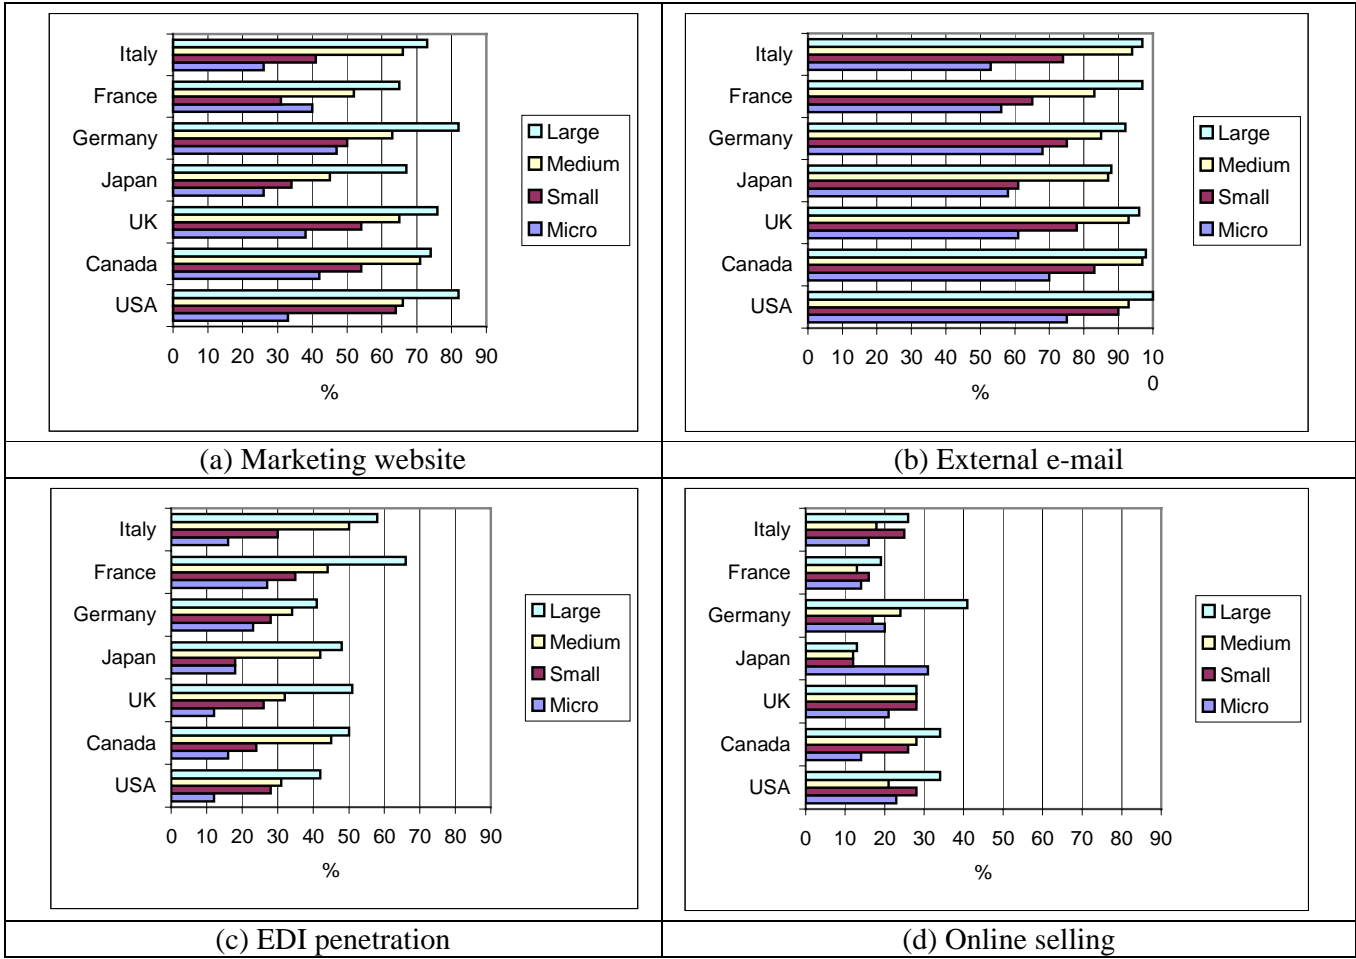 Italy
France
Germany
Japan
UK
Canada
USA
0 10 20 30 40 50 60 70 80 90
%
Large
Medium
Small
Micro
(a) Marketing website
Italy
France
Germany
Japan
UK
Canada
USA
0 10 20 30 40 50 60 70 80 90 10
0
%
Large
Medium
Small
Micro
(b) External e-mail
Italy
France
Germany
Japan
UK
Canada
USA
0 10 20 30 40 50 60 70 80 90
%
Large
Medium
Small
Micro
(c) EDI penetration
Italy
France
Germany
Japan
UK
Canada
USA
0 10 20 30 40 50 60 70 80 90
%
Large
Medium
Small
Micro
(d) Online selling